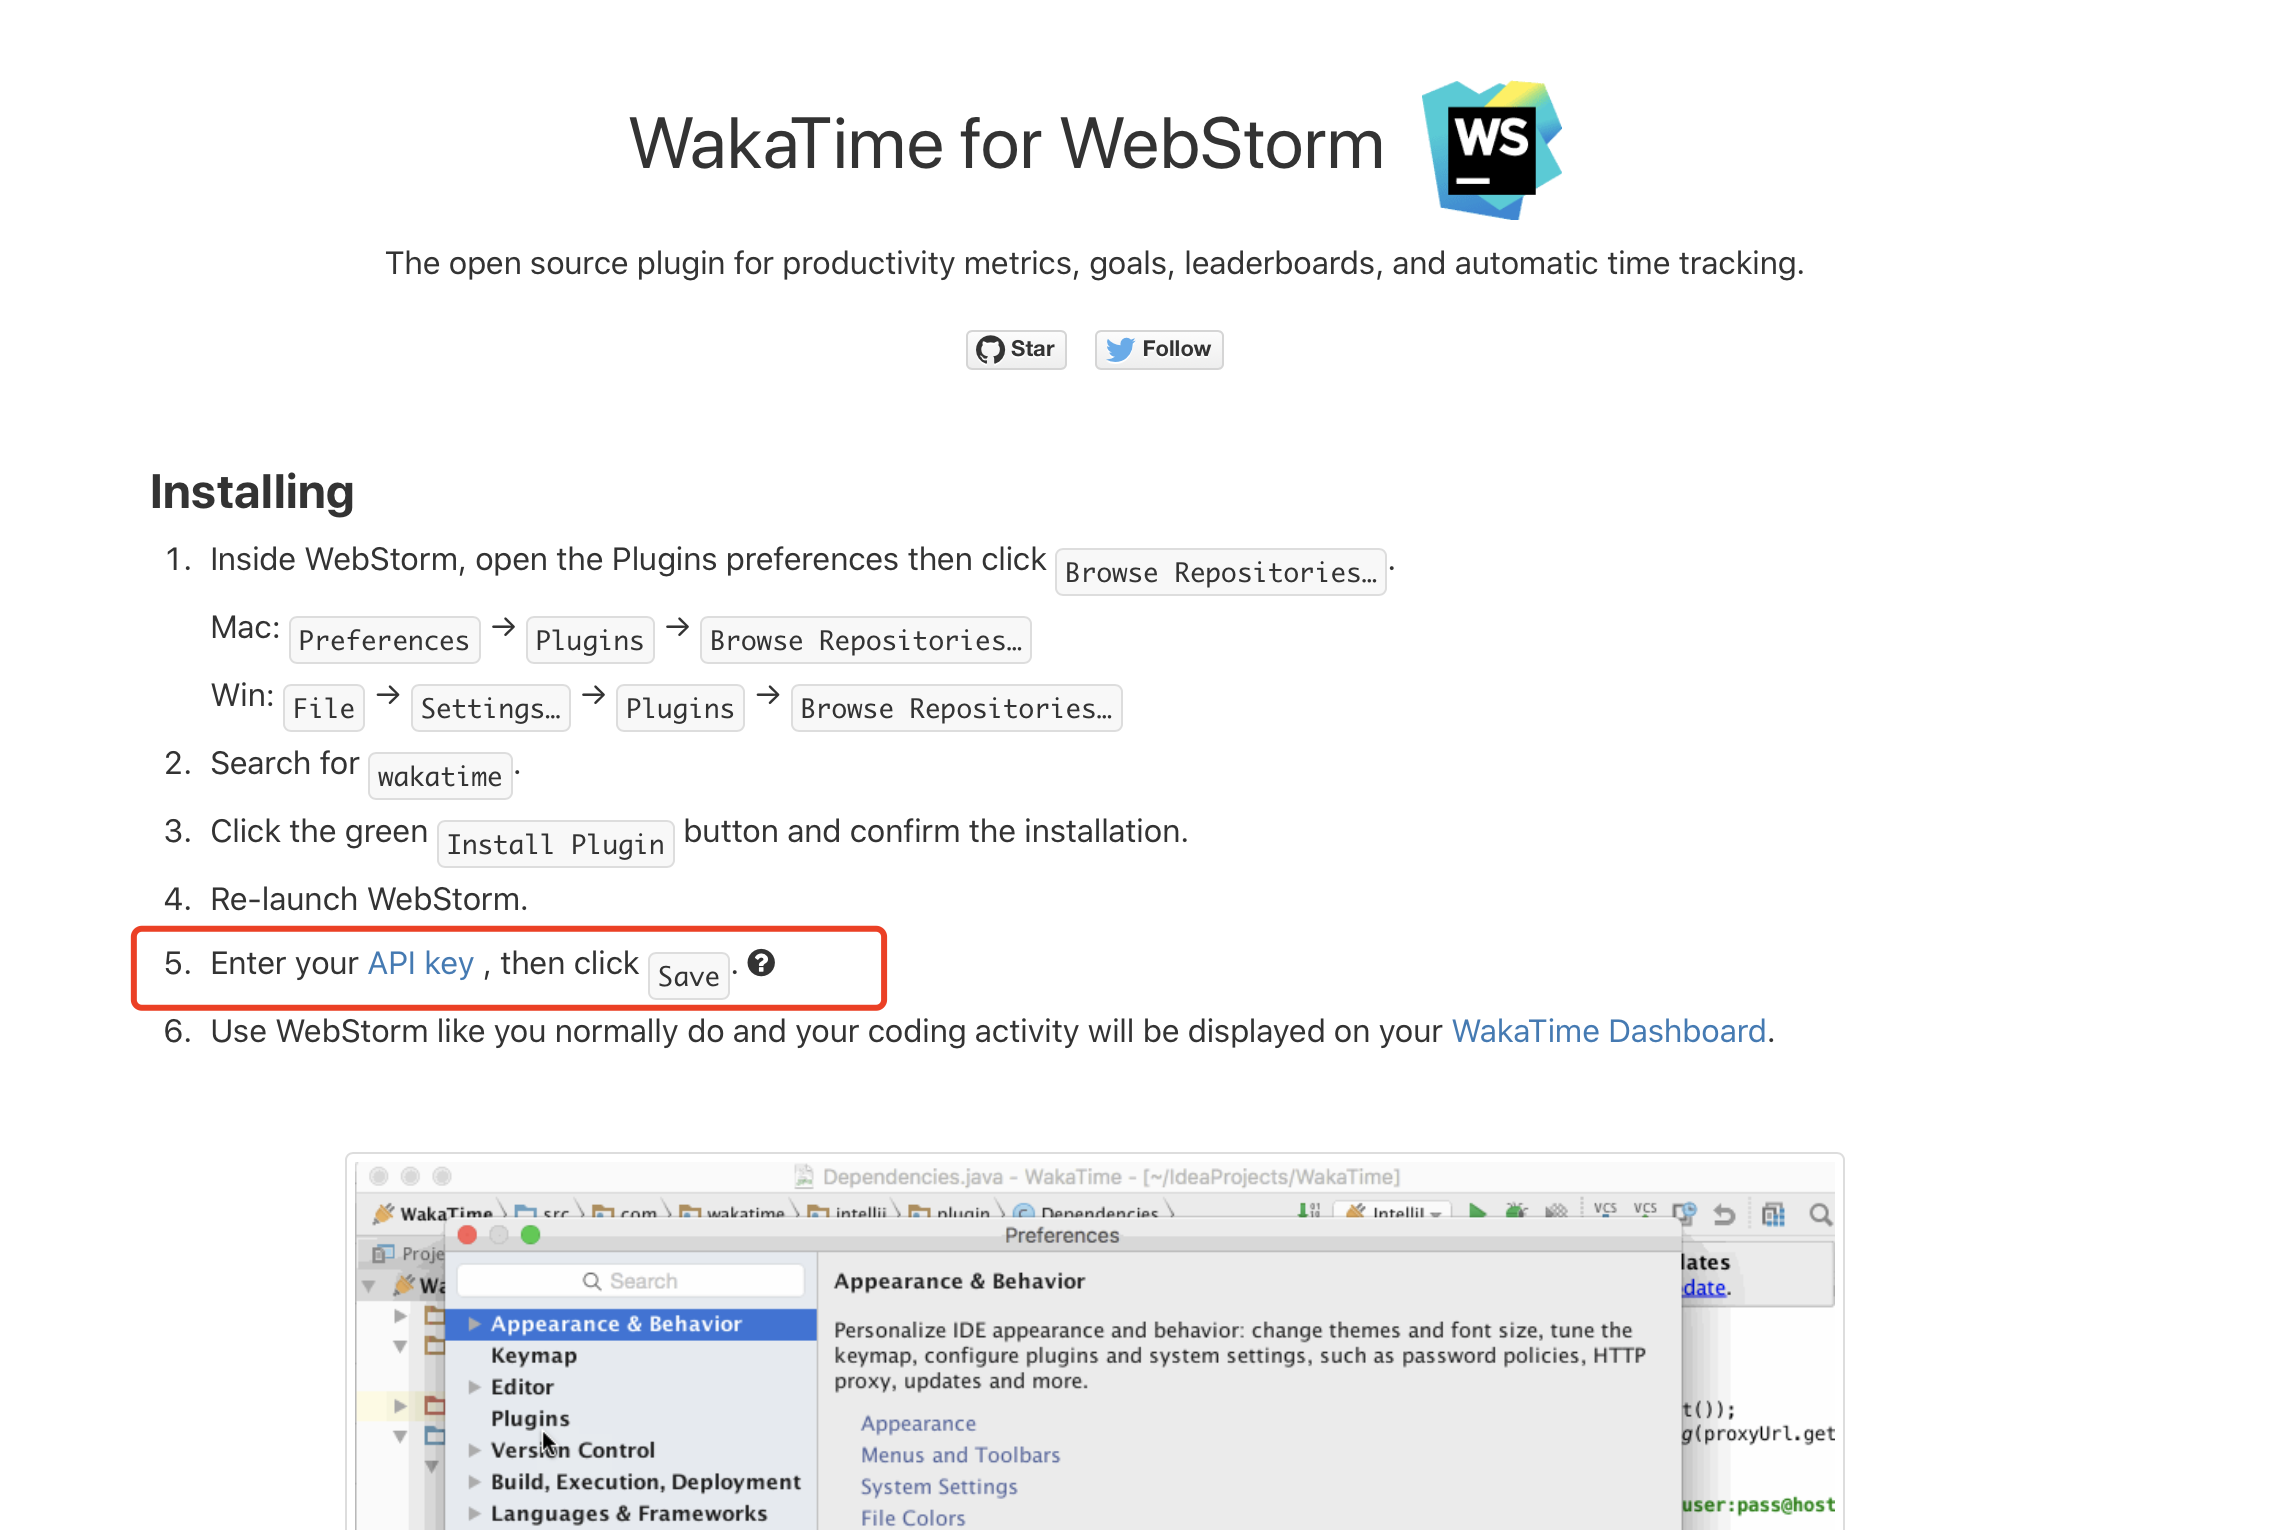 WakaTime for WebStorm WS
The open source plugin for productivity metrics, goals, leaderboards, and automatic time tracking.
Star Follow
Installing
1. Inside WebStorm, open the Plugins preferences then click Browse Repositories… .
Mac: Preferences → Plugins → Browse Repositories…
Win: File → Settings… → Plugins → Browse Repositories…
2. Search for wakatime .
3. Click the green Install Plugin button and confirm the installation.
4. Re-launch WebStorm.
5. Enter your API key , then click Save . ?
6. Use WebStorm like you normally do and your coding activity will be displayed on your WakaTime Dashboard.
Dependencies.java - WakaTime - [~/IdeaProjects/WakaTime]
WakaTime src com wakatime intellij plugin Dependencies IntelliJ VCS VCS
Preferences
Proje
Wa
Search
Appearance & Behavior
Keymap
Editor
Plugins
Version Control
Build, Execution, Deployment
Languages & Frameworks
Appearance & Behavior
Personalize IDE appearance and behavior: change themes and font size, tune the
keymap, configure plugins and system settings, such as password policies, HTTP
proxy, updates and more.
Appearance
Menus and Toolbars
System Settings
File Colors
lates
date.
t());
g(proxyUrl.get
user:pass@host